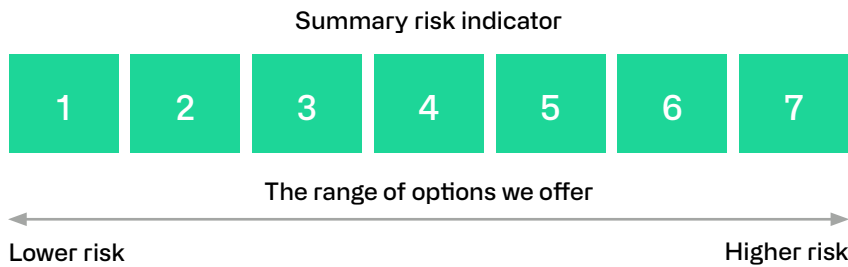 Summary risk indicator
1 2 3 4 5 6 7
The range of options we offer
Lower risk Higher risk